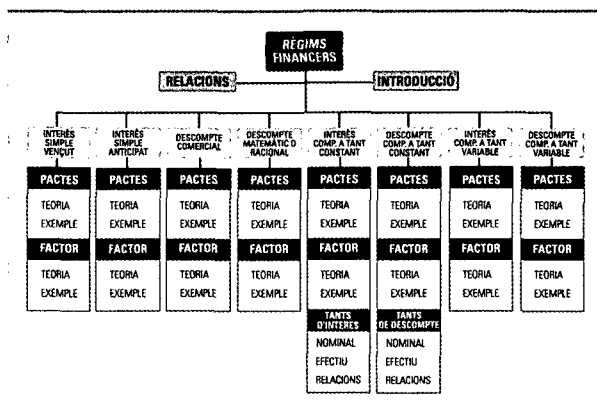 RÈGIMS
FINANCERS
RELACIONS
INTRODUCCIÓ
INTERÈS
SIMPLE
VENÇUT
INTERÈS
SIMPLE
ANTICIPAT
DESCOMPTE
COMERCIAL
DESCOMPTE
MATEMÀTIC O
RACIONAL
INTERÈS
COMP. A TANT
CONSTANT
DESCOMPTE
COMP. A TANT
CONSTANT
INTERÈS
COMP. A TANT
VARIABLE
DESCOMPTE
COMP. A TANT
VARIABLE
PACTES
TEORIA
EXEMPLE
FACTOR
TEORIA
EXEMPLE
PACTES
TEORIA
EXEMPLE
FACTOR
TEORIA
EXEMPLE
PACTES
TEORIA
EXEMPLE
FACTOR
TEORIA
EXEMPLE
PACTES
TEORIA
EXEMPLE
FACTOR
TEORIA
EXEMPLE
PACTES
TEORIA
EXEMPLE
FACTOR
TEORIA
EXEMPLE
TANTS
D'INTERÈS
NOMINAL
EFECTIU
RELACIONS
PACTES
TEORIA
EXEMPLE
FACTOR
TEORIA
EXEMPLE
TANTS
DE DESCOMPTE
NOMINAL
EFECTIU
RELACIONS
PACTES
TEORIA
EXEMPLE
FACTOR
TEORIA
EXEMPLE
PACTES
TEORIA
EXEMPLE
FACTOR
TEORIA
EXEMPLE